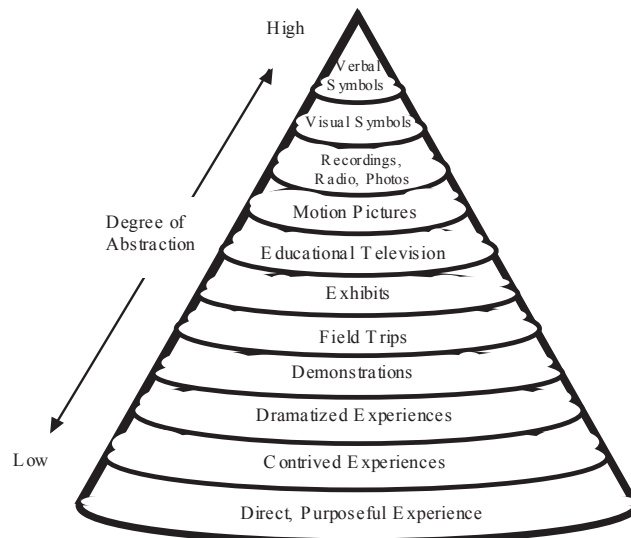 High
Verbal
Symbols
Visual Symbols
Recordings,
Radio, Photos
Motion Pictures
Degree of
Abstraction
Educational Television
Exhibits
Field Trips
Demonstrations
Dramatized Experiences
Low
Contrived Experiences
Direct, Purposeful Experience